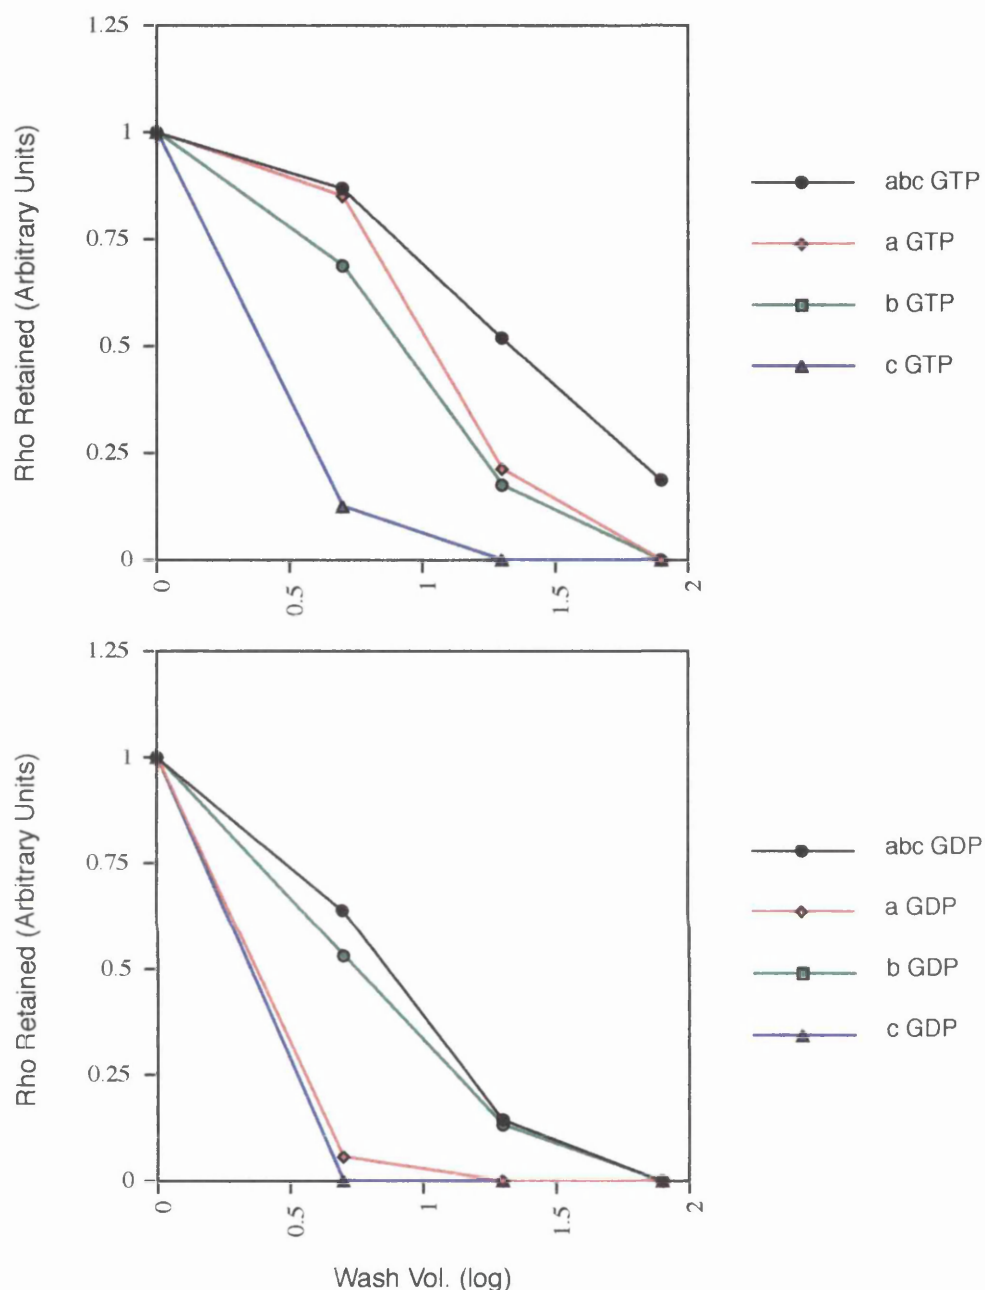 1.25
1
0.75
0.5
0.25
0
Rho Retained (Arbitrary Units)
0
0.5
1
1.5
2
abc GTP
a GTP
b GTP
c GTP
1.25
1
0.75
0.5
0.25
0
Rho Retained (Arbitrary Units)
0
0.5
1
1.5
2
Wash Vol. (log)
abc GDP
a GDP
b GDP
c GDP